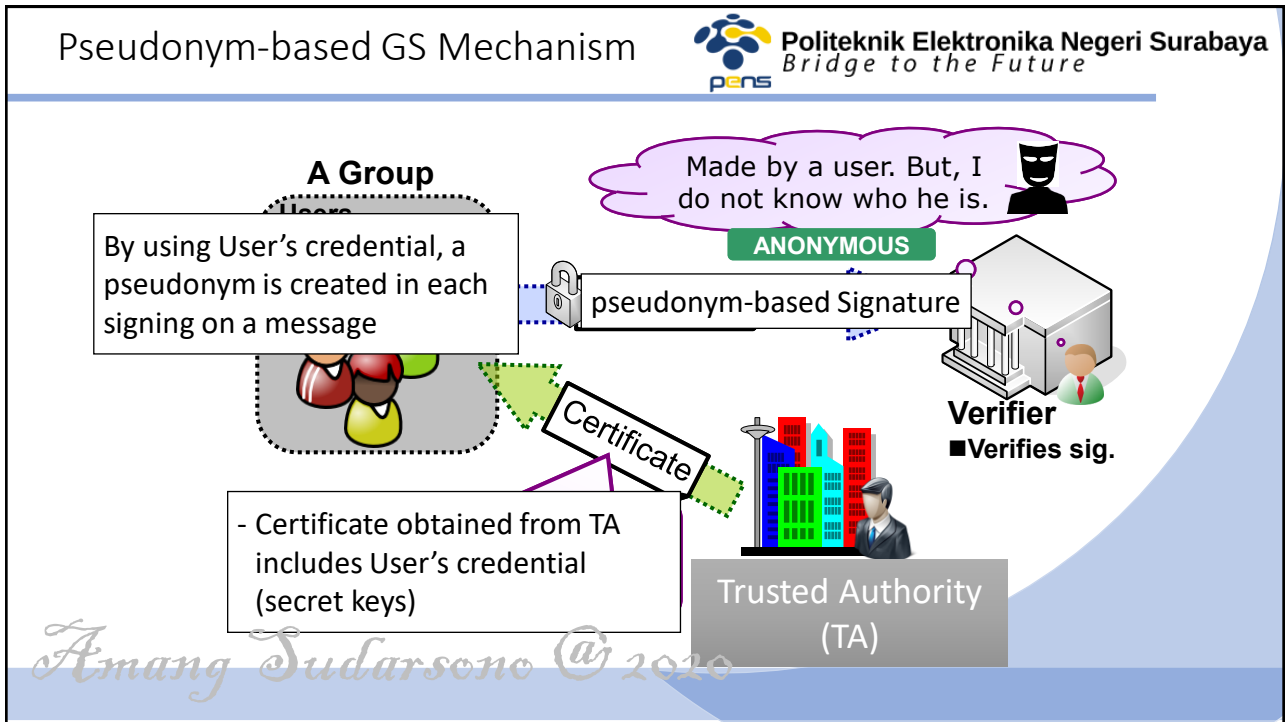 Pseudonym-based GS Mechanism
pens
Politeknik Elektronika Negeri Surabaya
Bridge to the Future
A Group
Users
By using User's credential, a
pseudonym is created in each
signing on a message
Made by a user. But, I
do not know who he is.
ANONYMOUS
pseudonym-based Signature
Verifier
■Verifies sig.
Certificate
- Certificate obtained from TA
includes User's credential
(secret keys)
Trusted Authority
(TA)
Amang Sudarsono @ 2020